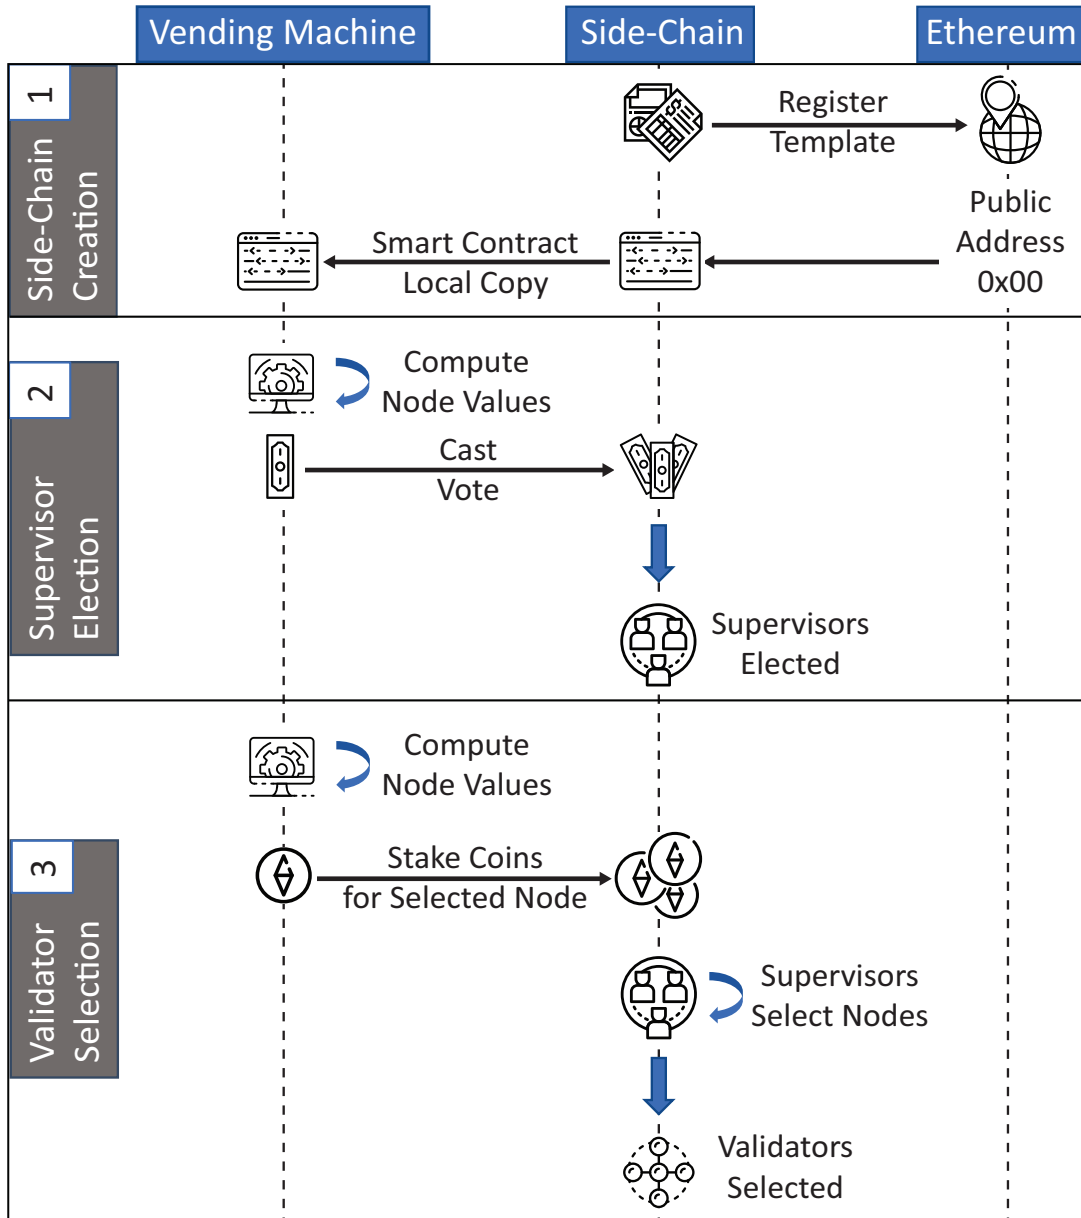 Vending Machine
Side-Chain
Ethereum
1
Side-Chain
Creation
Register
Template
Public
Address
0x00
Smart Contract
Local Copy
2
Supervisor
Election
Compute
Node Values
Cast
Vote
Supervisors
Elected
3
Validator
Selection
Compute
Node Values
Stake Coins
for Selected Node
Supervisors
Select Nodes
Validators
Selected